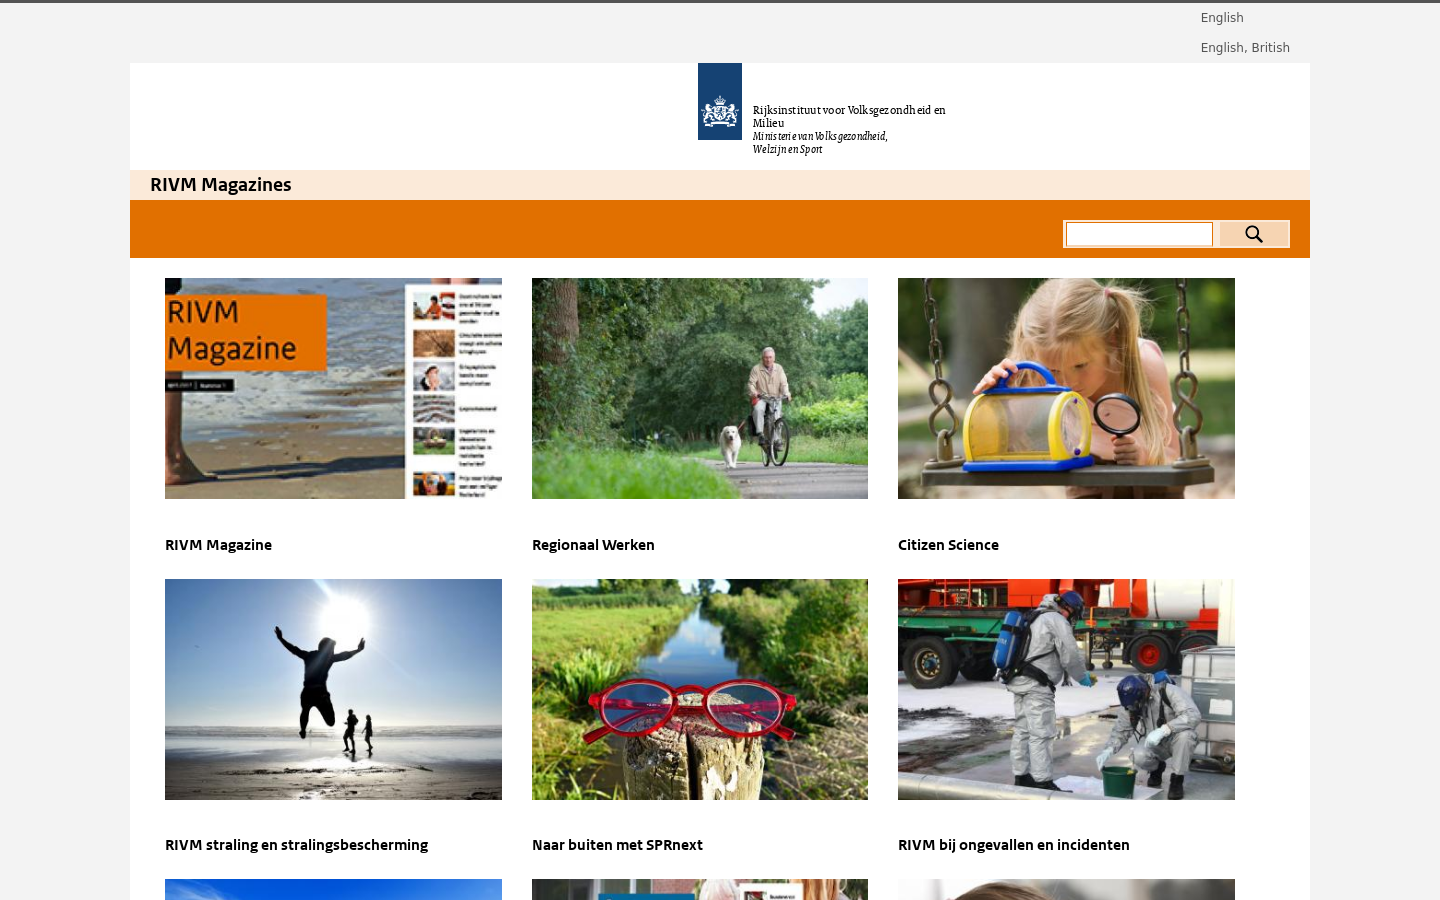 English
English, British
Rijksinstituut voor Volksgezondheid en
Milieu
Ministerie van Volksgezondheid,
Welzijn en Sport
RIVM Magazines
RIVM
Magazine
RIVM Magazine
Regionaal Werken
Citizen Science
RIVM straling en stralingsbescherming
Naar buiten met SPRnext
RIVM bij ongevallen en incidenten